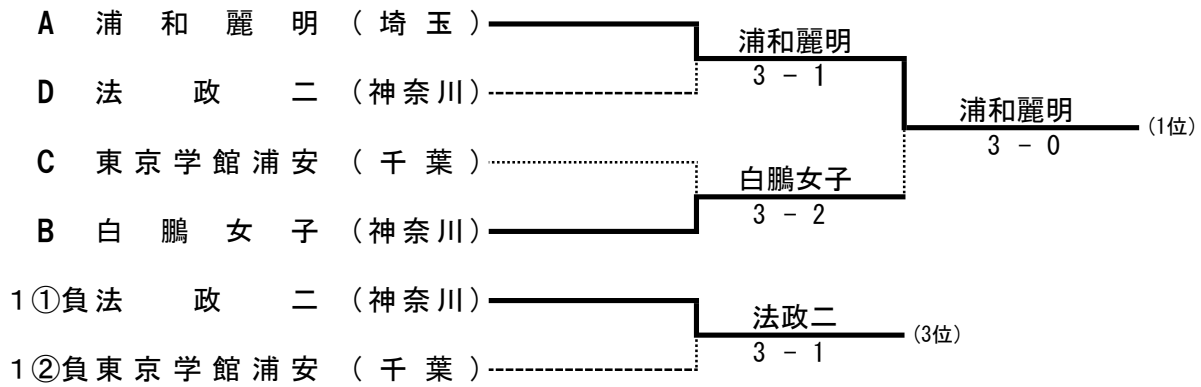 A 浦和麗明 (埼玉)
浦和麗明
3 - 1
D 法政二 (神奈川)
浦和麗明
(1位)
3 - 0
C 東京学館浦安 (千葉)
白鵬女子
3 - 2
B 白鵬女子 (神奈川)
1①負 法政二 (神奈川)
法政二
(3位)
3 - 1
1②負 東京学館浦安 (千葉)